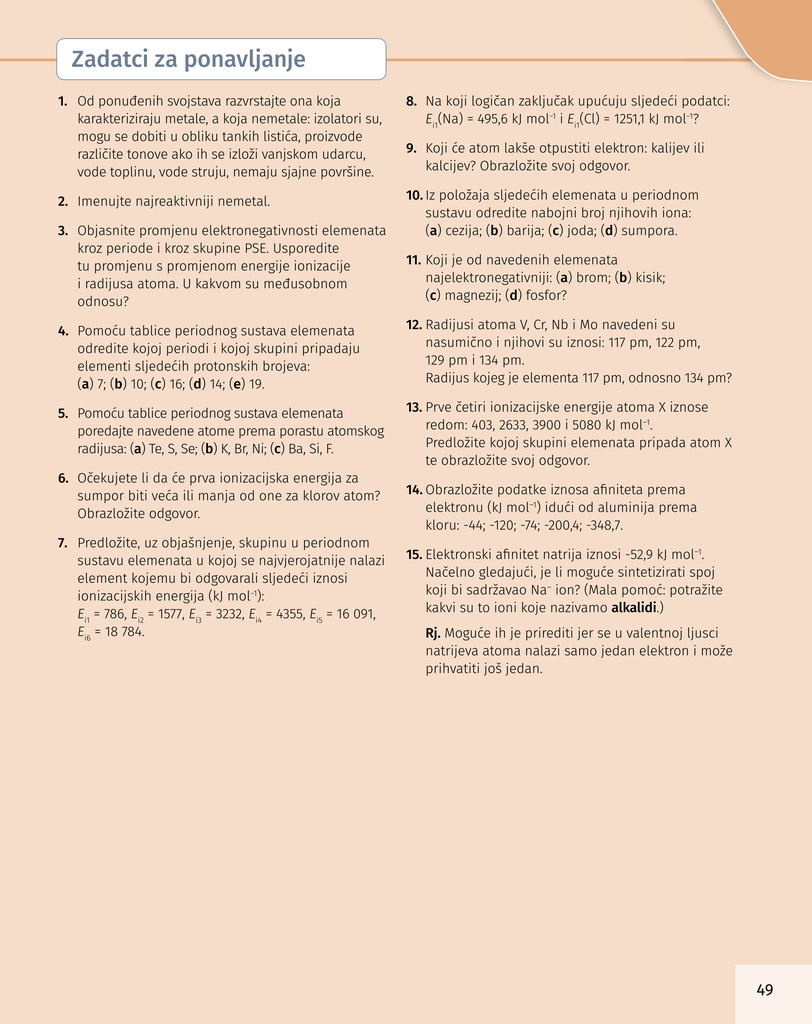 Zadatci za ponavljanje
1. Od ponuđenih svojstava razvrstajte ona koja
karakteriziraju metale, a koja nemetale: izolatori su,
mogu se dobiti u obliku tankih listića, proizvode
različite tonove ako ih se izloži vanjskom udarcu,
vode toplinu, vode struju, nemaju sjajne površine.
2. Imenujte najreaktivniji nemetal.
3. Objasnite promjenu elektronegativnosti elemenata
kroz periode i kroz skupine PSE. Usporedite
tu promjenu s promjenom energije ionizacije
i radijusa atoma. U kakvom su međusobnom
odnosu?
4. Pomoću tablice periodnog sustava elemenata
odredite kojoj periodi i kojoj skupini pripadaju
elementi sljedećih protonskih brojeva:
(a) 7; (b) 10; (c) 16; (d) 14; (e) 19.
5. Pomoću tablice periodnog sustava elemenata
poredajte navedene atome prema porastu atomskog
radijusa: (a) Te, S, Se; (b) K, Br, Ni; (c) Ba, Si, F.
6. Očekujete li da će prva ionizacijska energija za
sumpor biti veća ili manja od one za klorov atom?
Obrazložite odgovor.
7. Predložite, uz objašnjenje, skupinu u periodnom
sustavu elemenata u kojoj se najvjerojatnije nalazi
element kojemu bi odgovarali sljedeći iznosi
ionizacijskih energija (kJ mol⁻¹):
Eᵢ₁ = 786, Eᵢ₂ = 1577, Eᵢ₃ = 3232, Eᵢ₄ = 4355, Eᵢ₅ = 16 091,
Eᵢ₆ = 18 784.
8. Na koji logičan zaključak upućuju sljedeći podatci:
Eᵢ₁(Na) = 495,6 kJ mol⁻¹ i Eᵢ₁(Cl) = 1251,1 kJ mol⁻¹?
9. Koji će atom lakše otpustiti elektron: kalijev ili
kalcijev? Obrazložite svoj odgovor.
10. Iz položaja sljedećih elemenata u periodnom
sustavu odredite nabojni broj njihovih iona:
(a) cezija; (b) barija; (c) joda; (d) sumpora.
11. Koji je od navedenih elemenata
najelektronegativniji: (a) brom; (b) kisik;
(c) magnezij; (d) fosfor?
12. Radijusi atoma V, Cr, Nb i Mo navedeni su
nasumično i njihovi su iznosi: 117 pm, 122 pm,
129 pm i 134 pm.
Radijus kojeg je elementa 117 pm, odnosno 134 pm?
13. Prve četiri ionizacijske energije atoma X iznose
redom: 403, 2633, 3900 i 5080 kJ mol⁻¹.
Predložite kojoj skupini elemenata pripada atom X
te obrazložite svoj odgovor.
14. Obrazložite podatke iznosa afiniteta prema
elektronu (kJ mol⁻¹) idući od aluminija prema
kloru: -44; -120; -74; -200,4; -348,7.
15. Elektronski afinitet natrija iznosi -52,9 kJ mol⁻¹.
Načelno gledajući, je li moguće sintetizirati spoj
koji bi sadržavao Na⁻ ion? (Mala pomoć: potražite
kakvi su to ioni koje nazivamo alkalidi.)
Rj. Moguće ih je prirediti jer se u valentnoj ljusci
natrijeva atoma nalazi samo jedan elektron i može
prihvatiti još jedan.
49